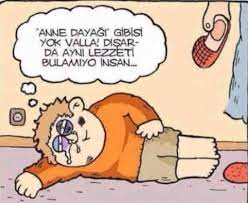 "ANNE DAYAĞI" GİBİSİ
YOK VALLA! DIŞAR-
DA AYNI LEZZETİ
BULAMIYO İNSAN...